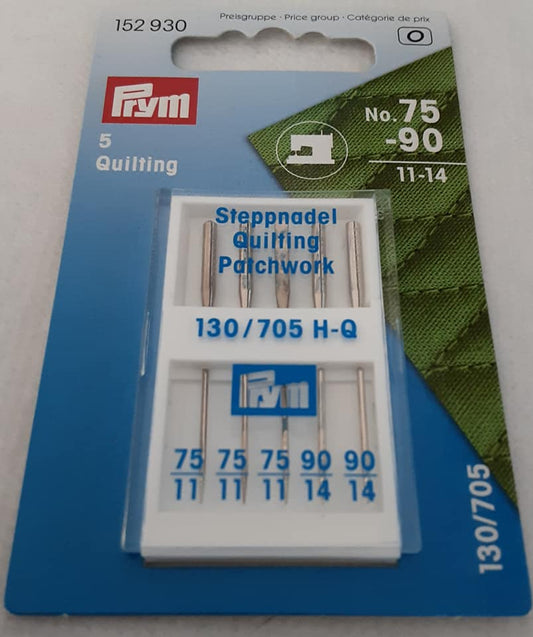 Preisgruppe · Price group · Catégorie de prix
152 930
O
Prym
5
Quilting
No. 75
-90
11-14
Steppnadel
Quilting
Patchwork
130/705 H-Q
Prym
75 75 75 90 90
11 11 11 14 14
130/705